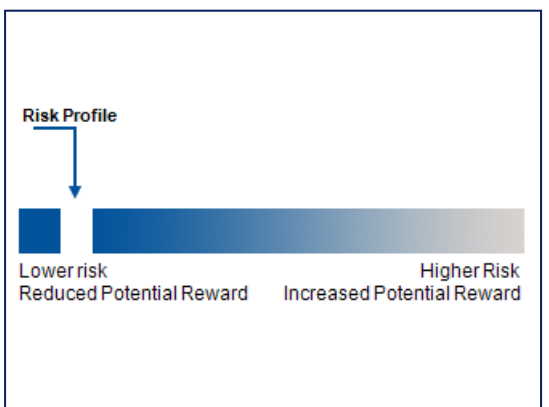 Risk Profile
Lower risk
Reduced Potential Reward
Higher Risk
Increased Potential Reward